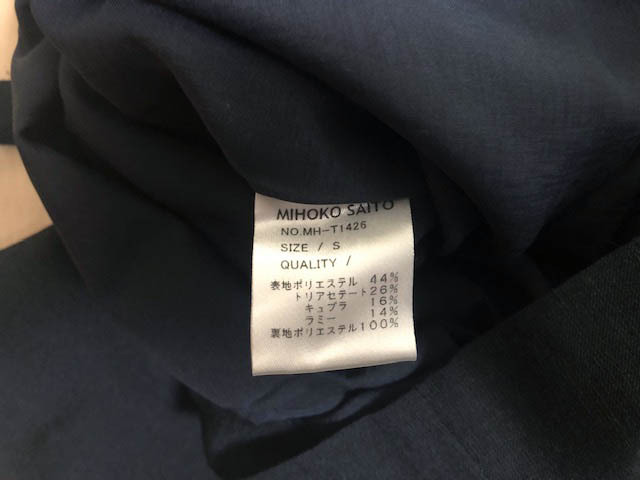 MIHOKO SAITO
NO.MH-T1426
SIZE / S
QUALITY /
表地ポリエステル 44%
トリアセテート 26%
キュプラ 16%
ラミー 14%
裏地ポリエステル 100%